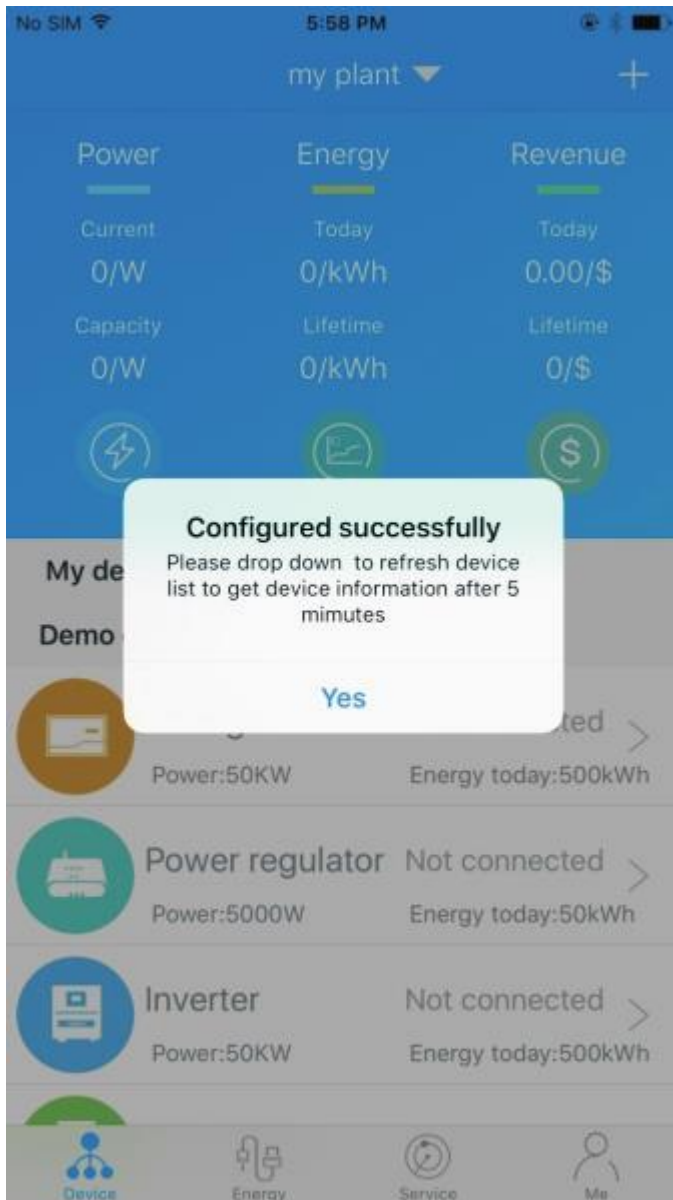 No SIM 5:58 PM
my plant
Power Energy Revenue
Current Today Today
0/W 0/kWh 0.00/$
Capacity Lifetime Lifetime
0/W 0/kWh 0/$
$
Configured successfully
Please drop down to refresh device
list to get device information after 5
mimutes
Yes
My de
Demo
ted
Power:50KW Energy today:500kWh
Power regulator Not connected
Power:5000W Energy today:50kWh
Inverter Not connected
Power:50KW Energy today:500kWh
Device Energy Service Me